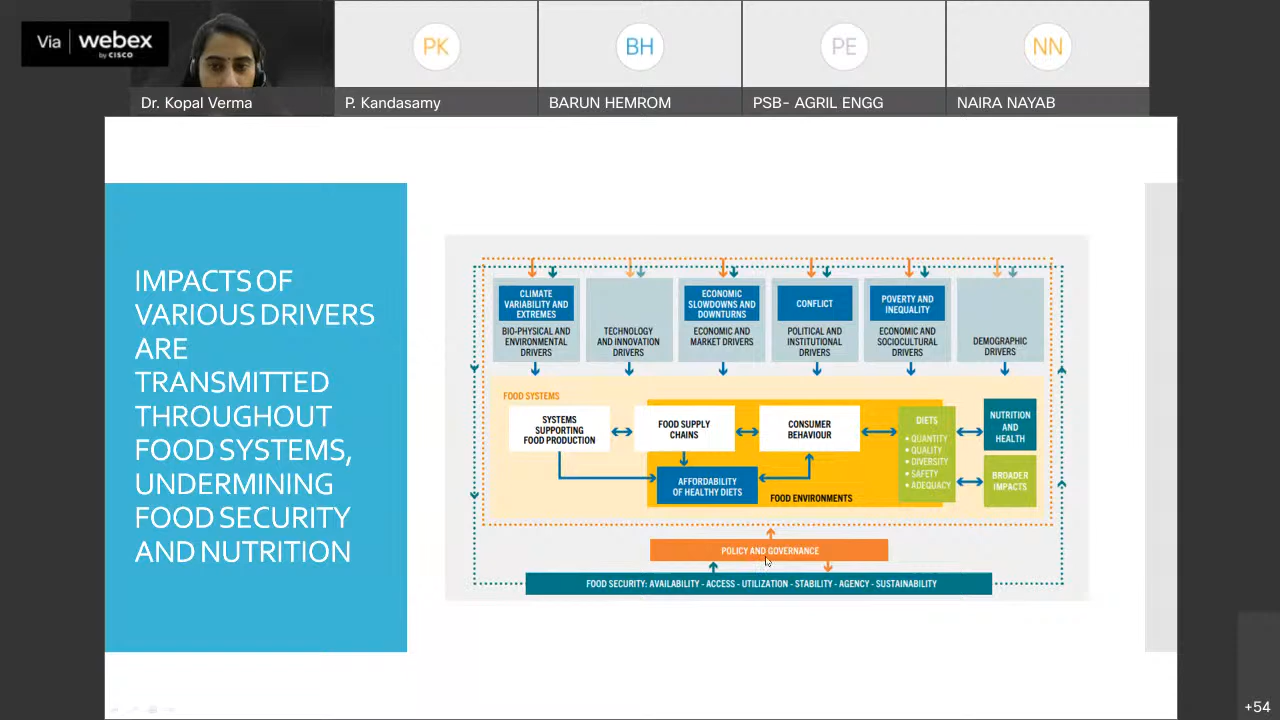 Via webex
by CISCO
PK
BH
PE
NN
Dr. Kopal Verma
P. Kandasamy
BARUN HEMROM
PSB- AGRIL ENGG
NAIRA NAYAB
IMPACTS OF
VARIOUS DRIVERS
ARE
TRANSMITTED
THROUGHOUT
FOOD SYSTEMS,
UNDERMINING
FOOD SECURITY
AND NUTRITION
CLIMATE
VARIABILITY AND
EXTREMES
BIO-PHYSICAL AND
ENVIRONMENTAL
DRIVERS
TECHNOLOGY
AND INNOVATION
DRIVERS
ECONOMIC
SLOWDOWNS AND
DOWNTURNS
ECONOMIC AND
MARKET DRIVERS
CONFLICT
POLITICAL AND
INSTITUTIONAL
DRIVERS
POVERTY AND
INEQUALITY
ECONOMIC AND
SOCIOCULTURAL
DRIVERS
DEMOGRAPHIC
DRIVERS
FOOD SYSTEMS
SYSTEMS
SUPPORTING
FOOD PRODUCTION
FOOD SUPPLY
CHAINS
CONSUMER
BEHAVIOUR
DIETS
• QUANTITY
• QUALITY
• DIVERSITY
• SAFETY
• ADEQUACY
NUTRITION
AND
HEALTH
BROADER
IMPACTS
AFFORDABILITY
OF HEALTHY DIETS
FOOD ENVIRONMENTS
POLICY AND GOVERNANCE
FOOD SECURITY: AVAILABILITY - ACCESS - UTILIZATION - STABILITY - AGENCY - SUSTAINABILITY
+54